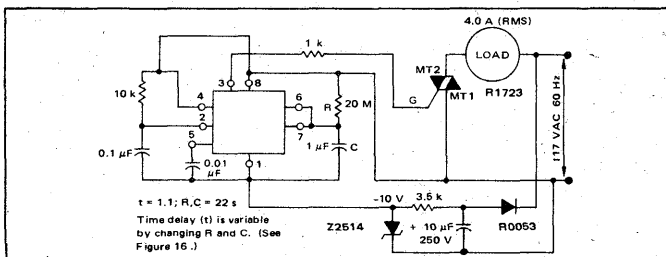 4.0 A (RMS)
1 k
LOAD
MT2
MT1
R1723
G
117 VAC 60 Hz
3
8
10 k
4
6
R
20 M
2
7
5
1 μF
C
0.1 μF
0.01
μF
1
t = 1.1; R,C = 22 s
Time delay (t) is variable
by changing R and C. (See
Figure 16.)
-10 V
3.5 k
Z2514
+ 10 μF
250 V
R0053